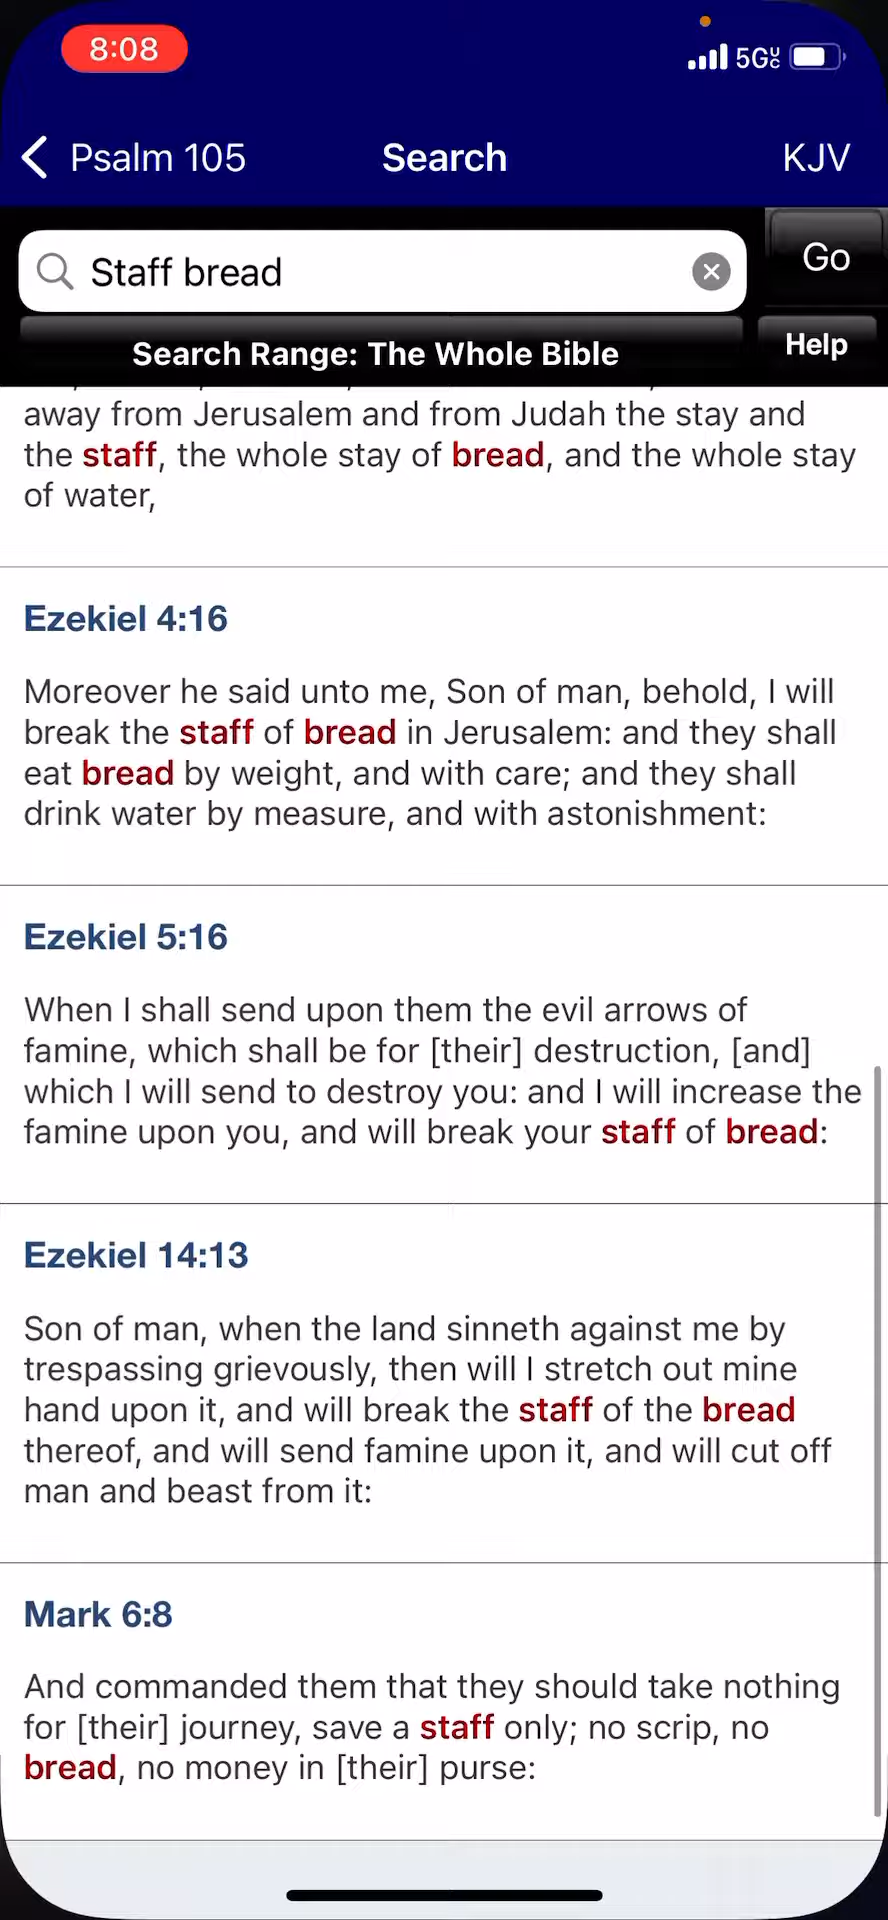 8:08
5G UC
Psalm 105
Search
KJV
Staff bread
Go
Search Range: The Whole Bible
Help
away from Jerusalem and from Judah the stay and
the staff, the whole stay of bread, and the whole stay
of water,
Ezekiel 4:16
Moreover he said unto me, Son of man, behold, I will
break the staff of bread in Jerusalem: and they shall
eat bread by weight, and with care; and they shall
drink water by measure, and with astonishment:
Ezekiel 5:16
When I shall send upon them the evil arrows of
famine, which shall be for [their] destruction, [and]
which I will send to destroy you: and I will increase the
famine upon you, and will break your staff of bread:
Ezekiel 14:13
Son of man, when the land sinneth against me by
trespassing grievously, then will I stretch out mine
hand upon it, and will break the staff of the bread
thereof, and will send famine upon it, and will cut off
man and beast from it:
Mark 6:8
And commanded them that they should take nothing
for [their] journey, save a staff only; no scrip, no
bread, no money in [their] purse: